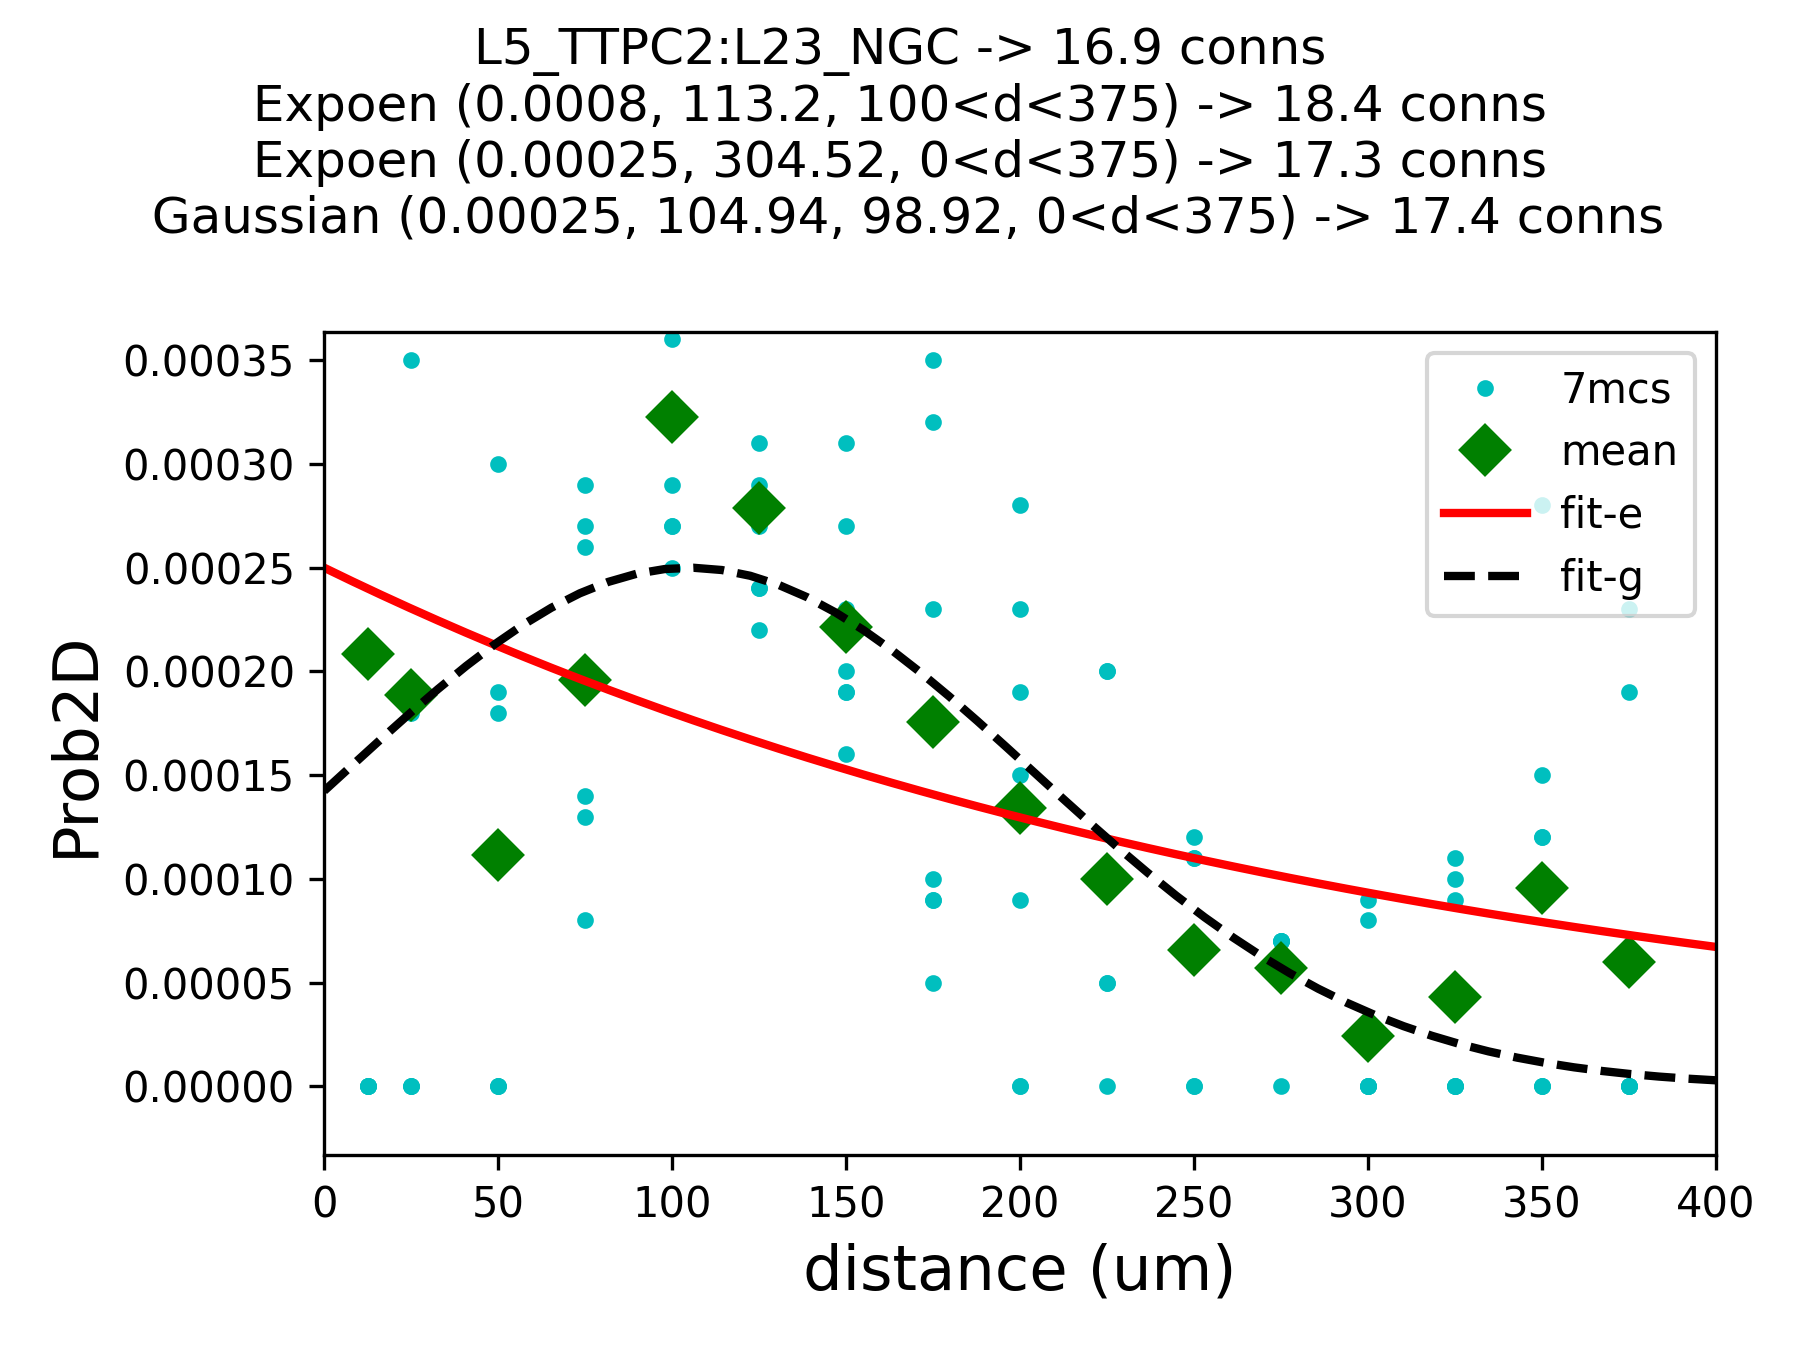 L5_TTPC2:L23_NGC -> 16.9 conns
Expoen (0.0008, 113.2, 100<d<375) -> 18.4 conns
Expoen (0.00025, 304.52, 0<d<375) -> 17.3 conns
Gaussian (0.00025, 104.94, 98.92, 0<d<375) -> 17.4 conns
0.00035
0.00030
0.00025
0.00020
0.00015
0.00010
0.00005
0.00000
Prob2D
7mcs
mean
fit-e
fit-g
0 50 100 150 200 250 300 350 400
distance (um)